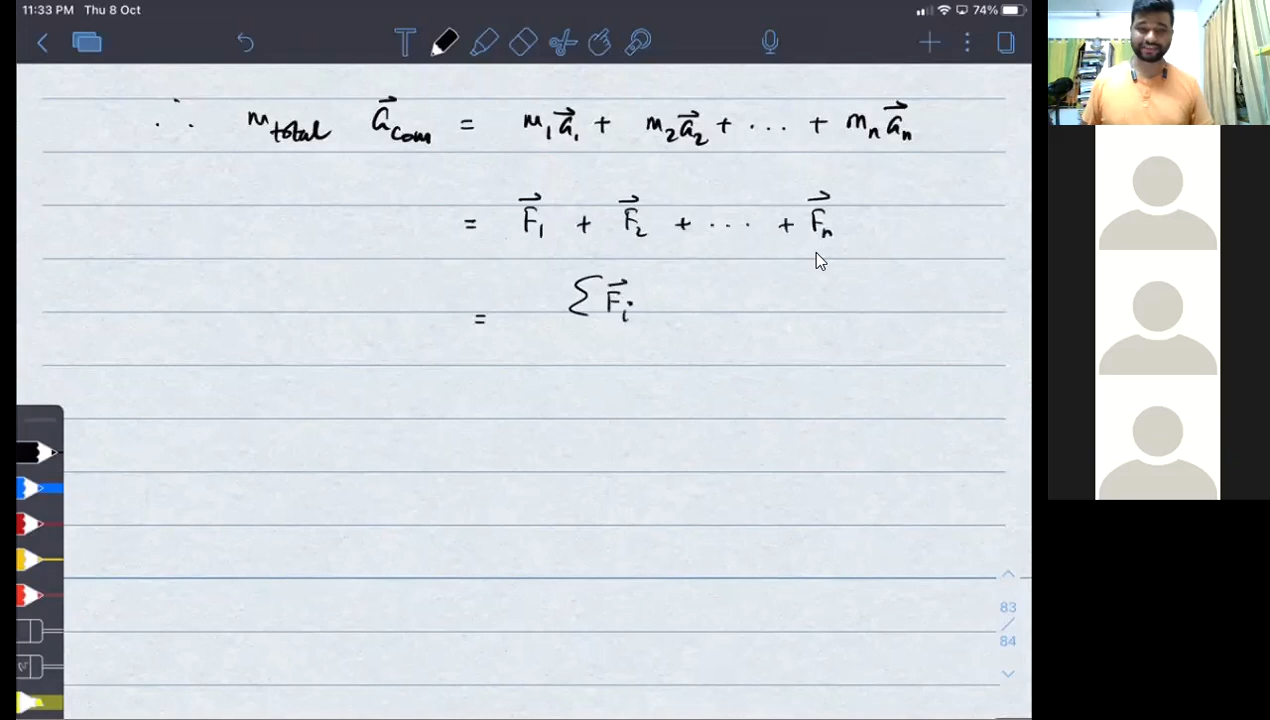 11:33 PM Thu 8 Oct 74%
T
∴ m_total a⃗_com = m₁a⃗₁ + m₂a⃗₂ + ... + mₙa⃗ₙ
= F⃗₁ + F⃗₂ + .... + F⃗ₙ
= ΣF⃗ᵢ
83
/
84